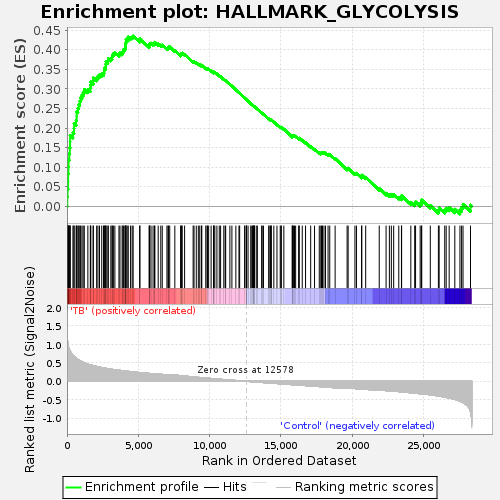 Enrichment plot: HALLMARK_GLYCOLYSIS
Enrichment score (ES)
0.45
0.40
0.35
0.30
0.25
0.20
0.15
0.10
0.05
0.00
Ranked list metric (Signal2Noise)
2.0
1.5
1.0
0.5
0.0
-0.5
-1.0
'TB' (positively correlated)
Zero cross at 12578
'Control' (negatively correlated)
0
5,000
10,000
15,000
20,000
25,000
Rank in Ordered Dataset
Enrichment profile
Hits
Ranking metric scores